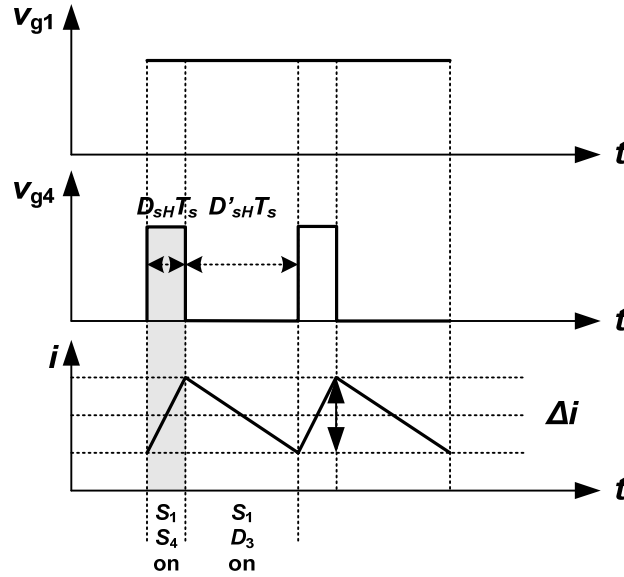 vg1
t
vg4
DsHTs D'sHTs
t
i
Δi
t
S1 S1
S4 D3
on on